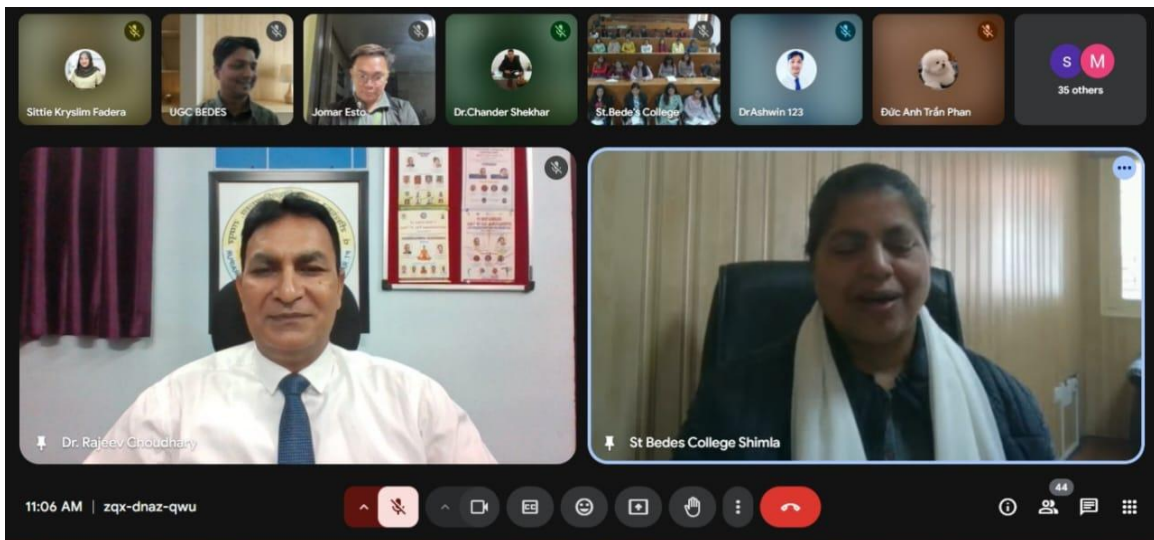 Sittie Kryslim Fadera
UGC BEDES
Jomar Esto
Dr.Chander Shekhar
St.Bede's College
DrAshwin 123
Đức Anh Trần Phan
S M
35 others
Dr. Rajeev Choudhary
St Bedes College Shimla
11:06 AM | zqx-dnaz-qwu
CC
44